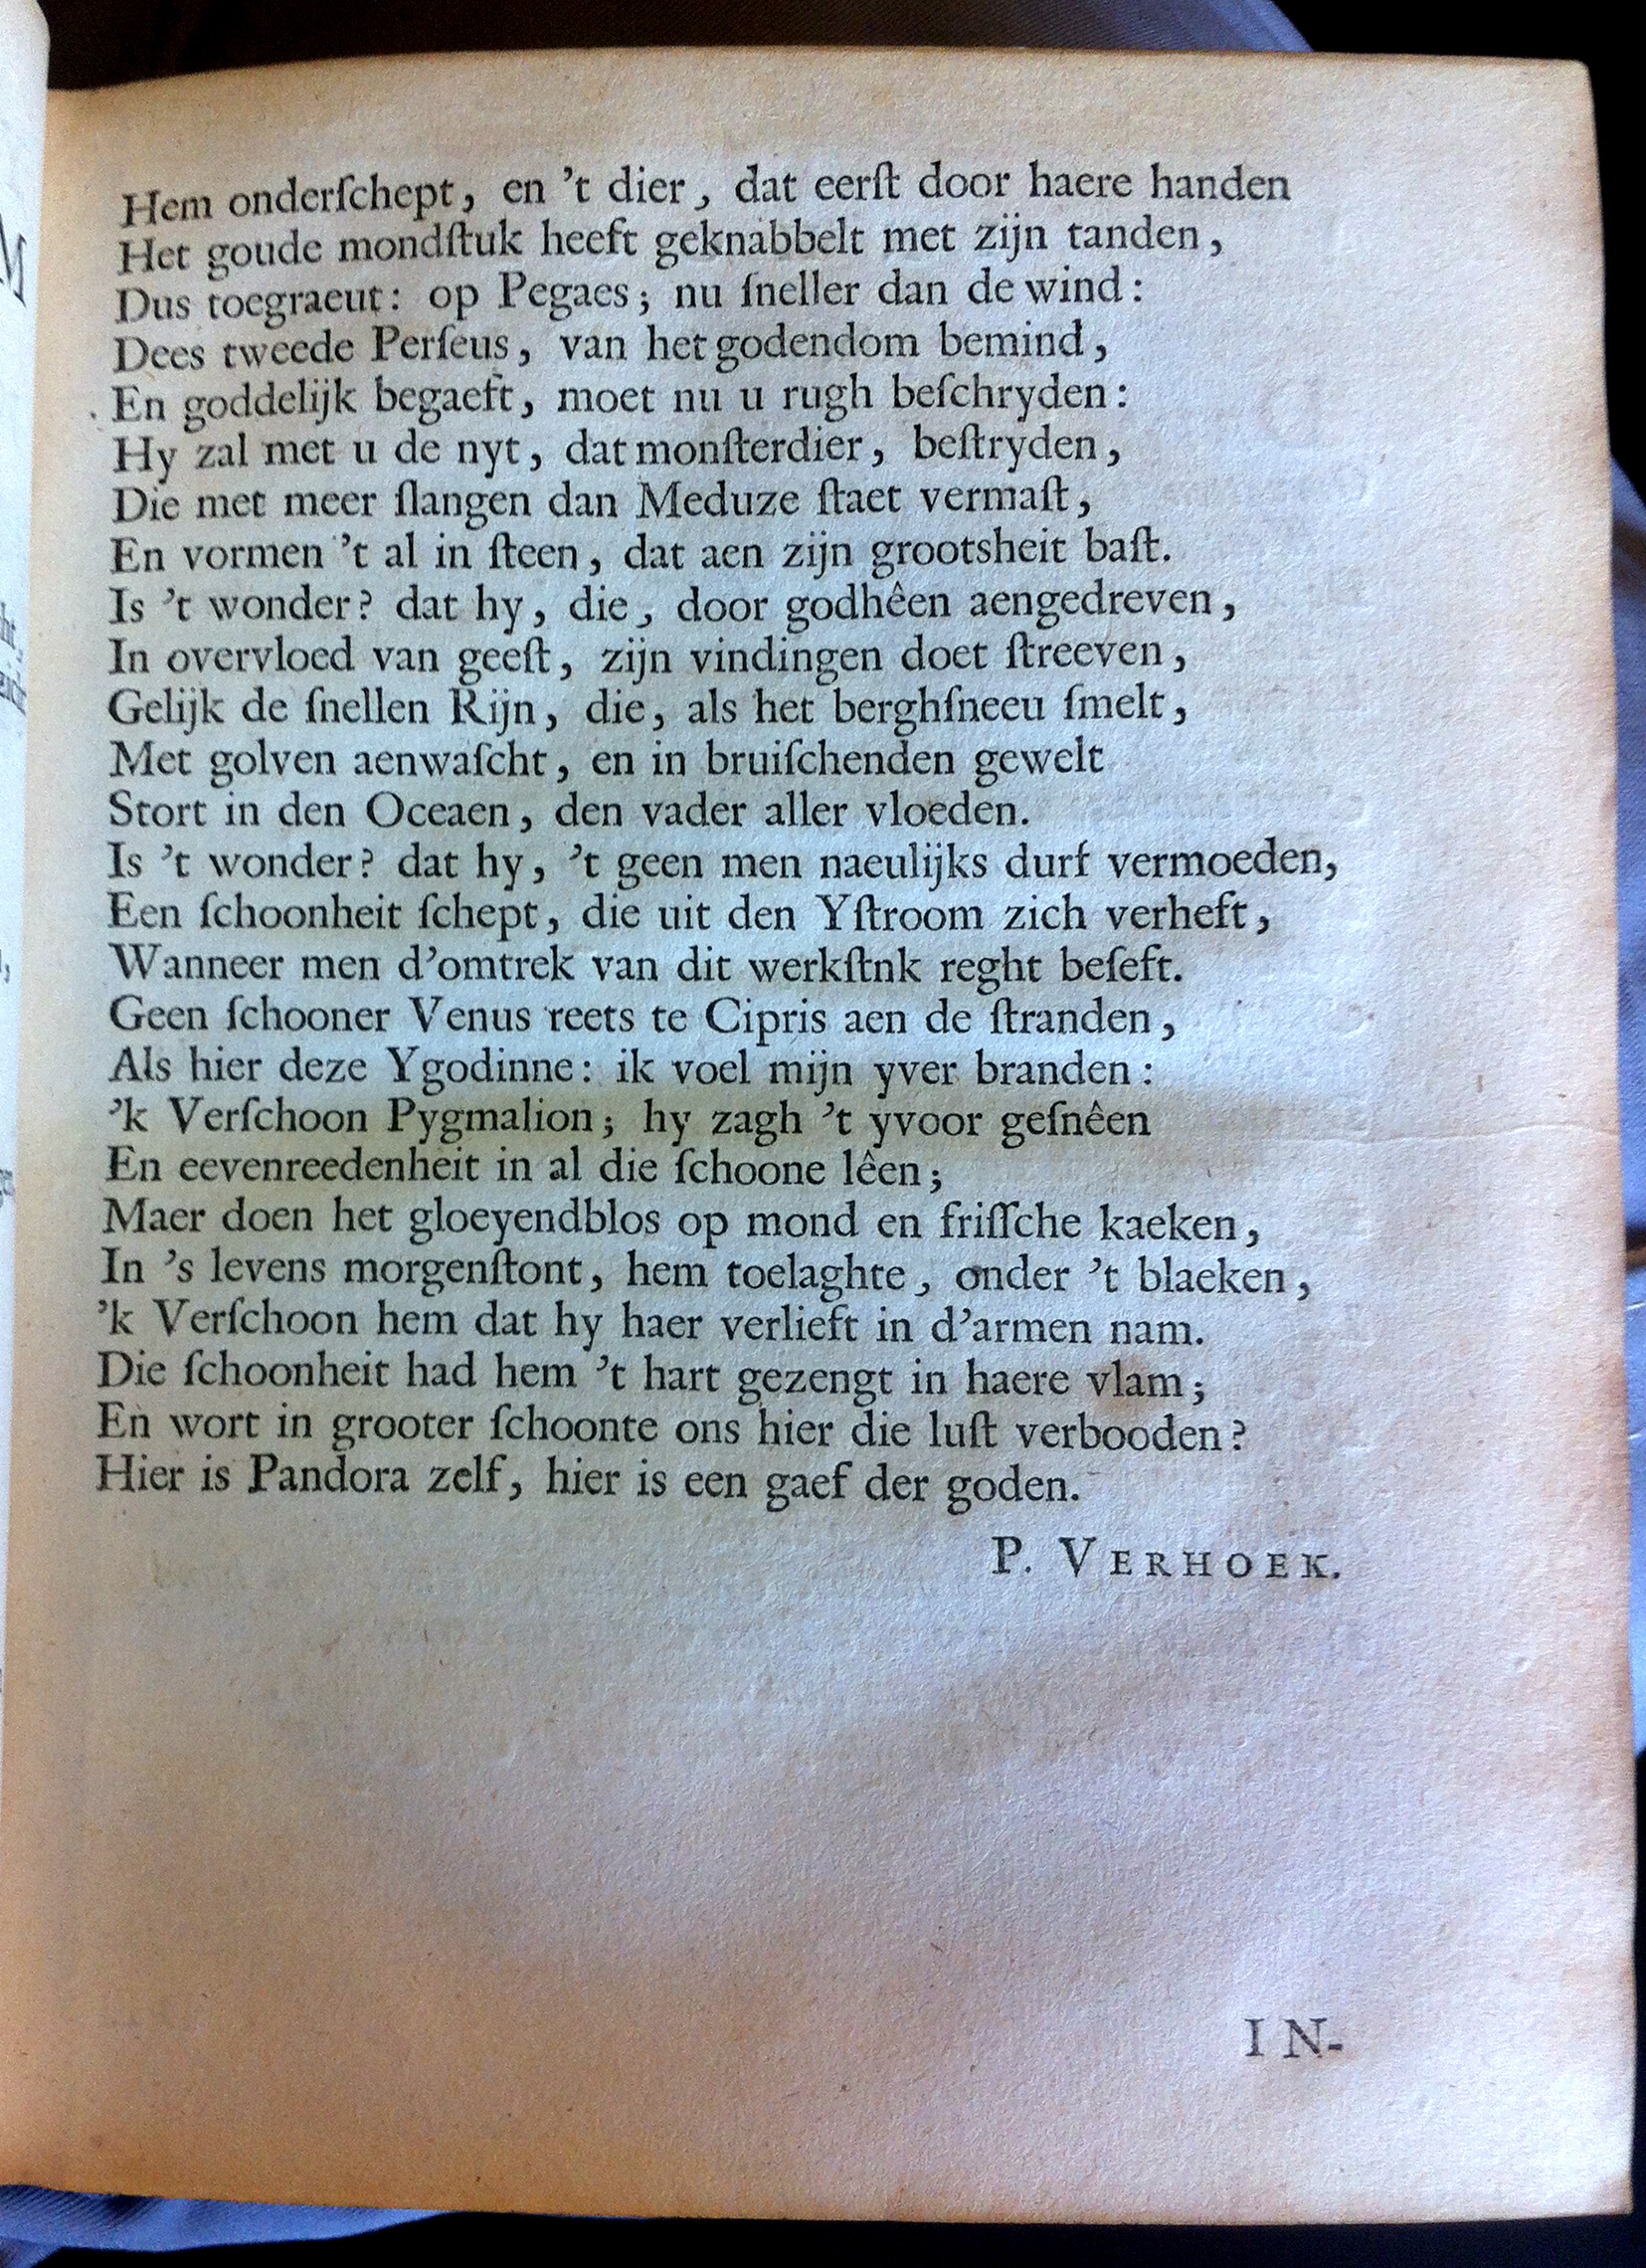 Hem onderſchept, en ’t dier, dat eerſt door haere handen
Het goude mondſtuk heeft geknabbelt met zijn tanden,
Dus toegraeut: op Pegaes; nu ſneller dan de wind:
Dees tweede Perſeus, van het godendom bemind,
En goddelijk begaeft, moet nu u rugh beſchryden:
Hy zal met u de nyt, dat monſterdier, beſtryden,
Die met meer ſlangen dan Meduze ſtaet vermaſt,
En vormen ’t al in ſteen, dat aen zijn grootsheit baſt.
Is ’t wonder? dat hy, die, door godhêen aengedreven,
In overvloed van geeſt, zijn vindingen doet ſtreeven,
Gelijk de ſnellen Rijn, die, als het berghſneeu ſmelt,
Met golven aenwaſcht, en in bruiſchenden gewelt
Stort in den Oceaen, den vader aller vloeden.
Is ’t wonder? dat hy, ’t geen men naeulijks durf vermoeden,
Een ſchoonheit ſchept, die uit den Yſtroom zich verheft,
Wanneer men d’omtrek van dit werkſtnk reght beſeft.
Geen ſchooner Venus reets te Cipris aen de ſtranden,
Als hier deze Ygodinne: ik voel mijn yver branden:
’k Verſchoon Pygmalion; hy zagh ’t yvoor geſnêen
En eevenreedenheit in al die ſchoone lêen;
Maer doen het gloeyendblos op mond en friſſche kaeken,
In ’s levens morgenſtont, hem toelaghte, onder ’t blaeken,
’k Verſchoon hem dat hy haer verlieft in d’armen nam.
Die ſchoonheit had hem ’t hart gezengt in haere vlam;
En wort in grooter ſchoonte ons hier die luſt verbooden?
Hier is Pandora zelf, hier is een gaef der goden.
P. VERHOEK.
IN-